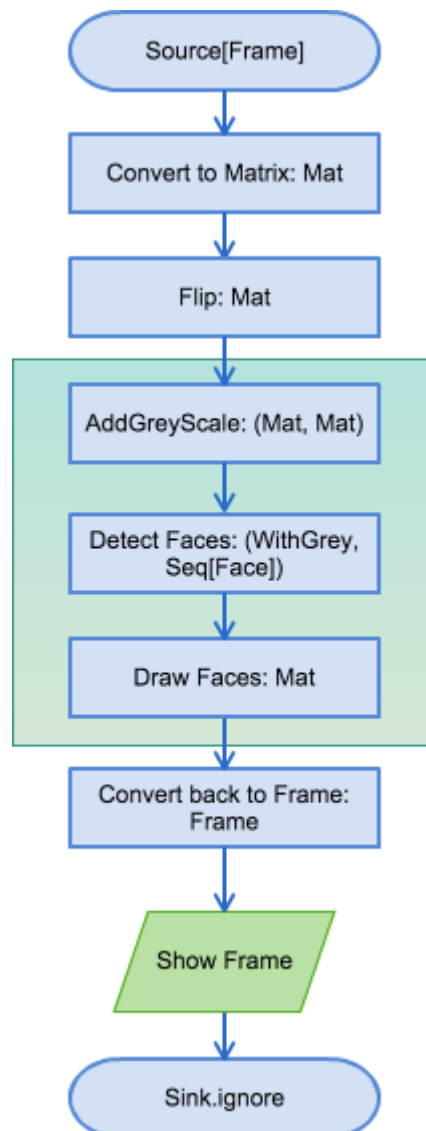 Source[Frame]
Convert to Matrix: Mat
Flip: Mat
AddGreyScale: (Mat, Mat)
Detect Faces: (WithGrey,
Seq[Face])
Draw Faces: Mat
Convert back to Frame:
Frame
Show Frame
Sink.ignore